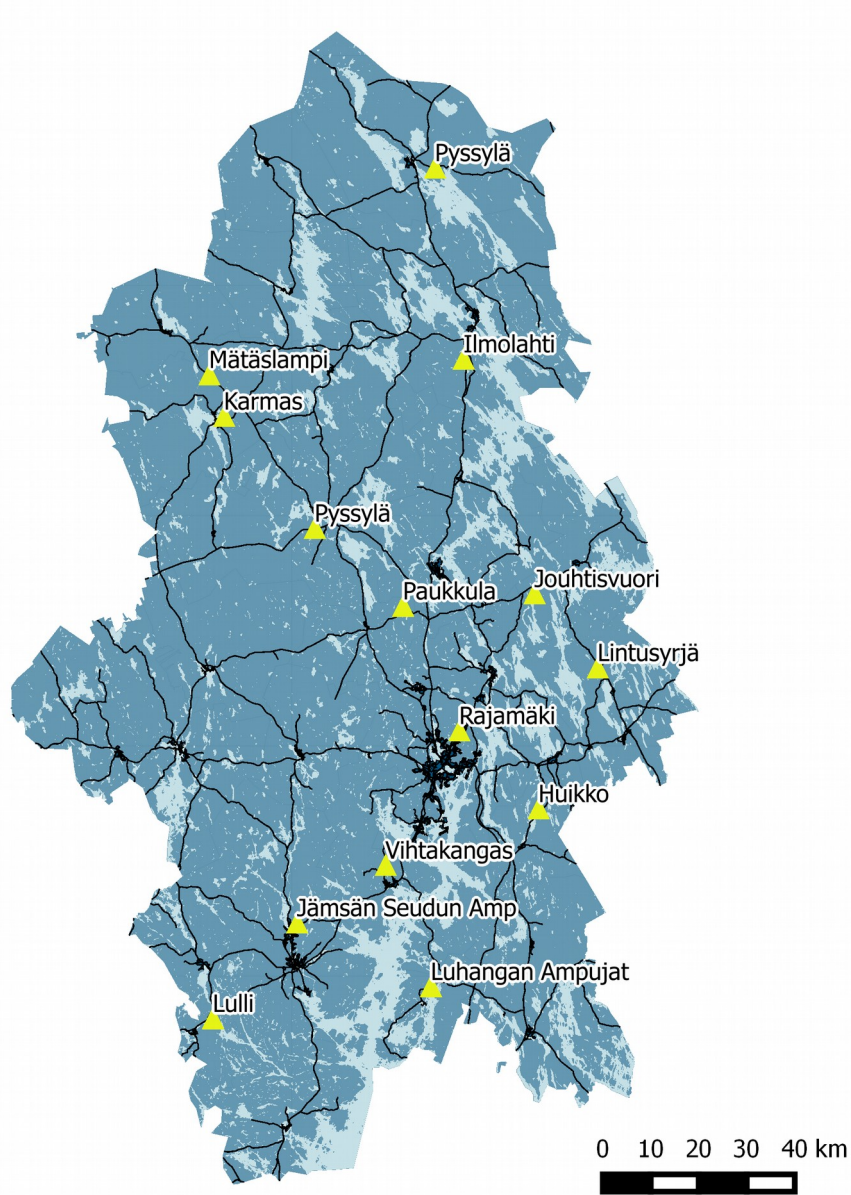 Pyssylä
Ilmolahti
Mätäslampi
Karmas
Pyssylä
Jouhtisvuori
Paukkula
Lintusyrjä
Rajamäki
Huikko
Vihtakangas
Jämsän Seudun Amp
Luhangan Ampujat
Lulli
0 10 20 30 40 km